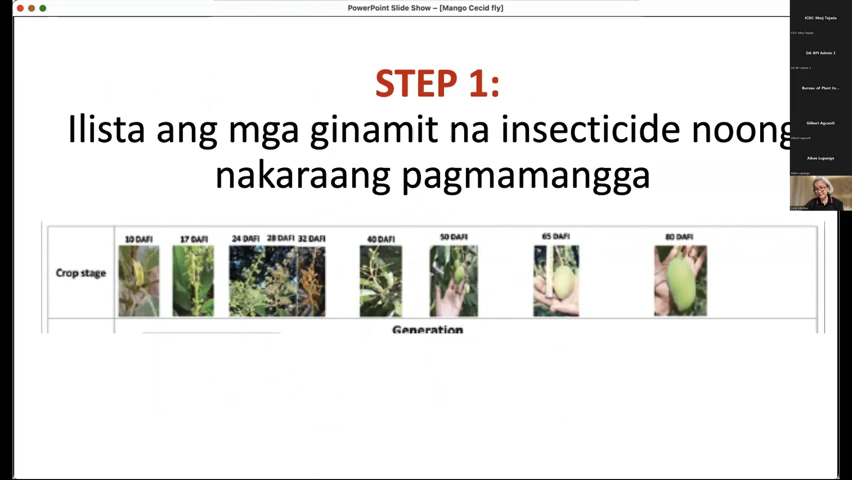 PowerPoint Slide Show – [Mango Cecid fly]
STEP 1:
Ilista ang mga ginamit na insecticide noong
nakaraang pagmamangga
10 DAFI 17 DAFI 24 DAFI 28 DAFI 32 DAFI 40 DAFI 50 DAFI 65 DAFI 80 DAFI
Crop stage
Generation
DA BPI Admin 2
Bureau of Plant In...
Gilbert Agcaoili
Aikee Lupango